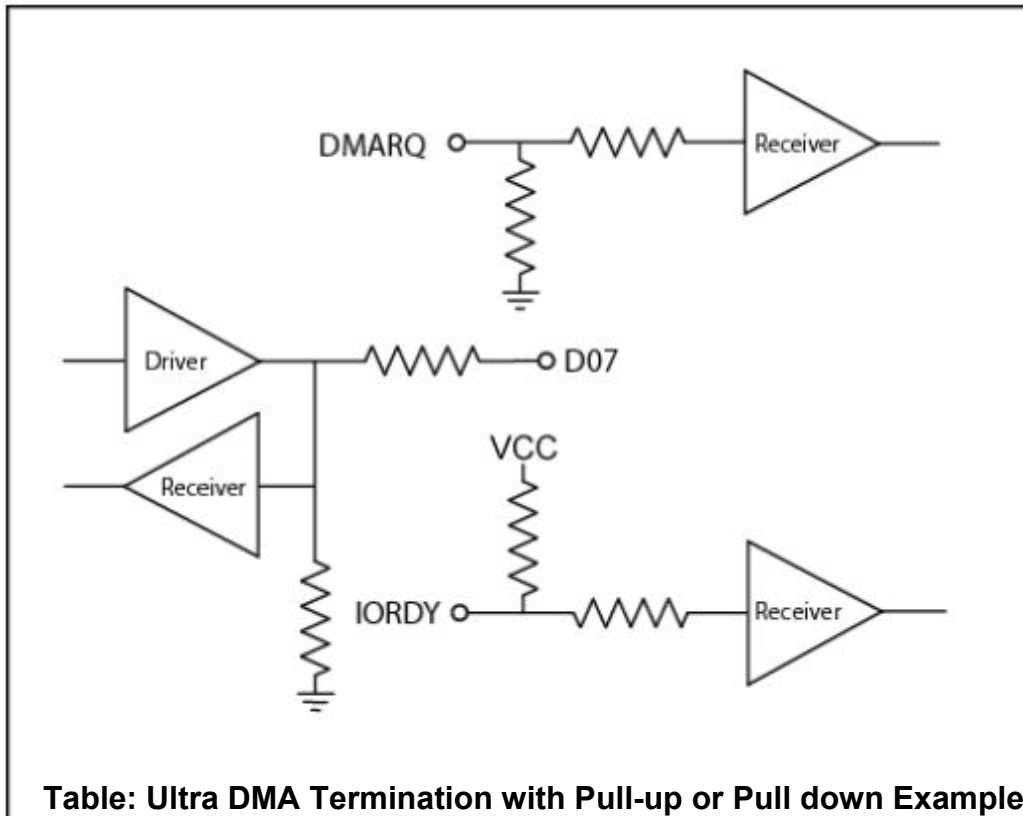 DMARQ
Receiver
Driver
D07
Receiver
VCC
IORDY
Receiver
Table: Ultra DMA Termination with Pull-up or Pull down Example